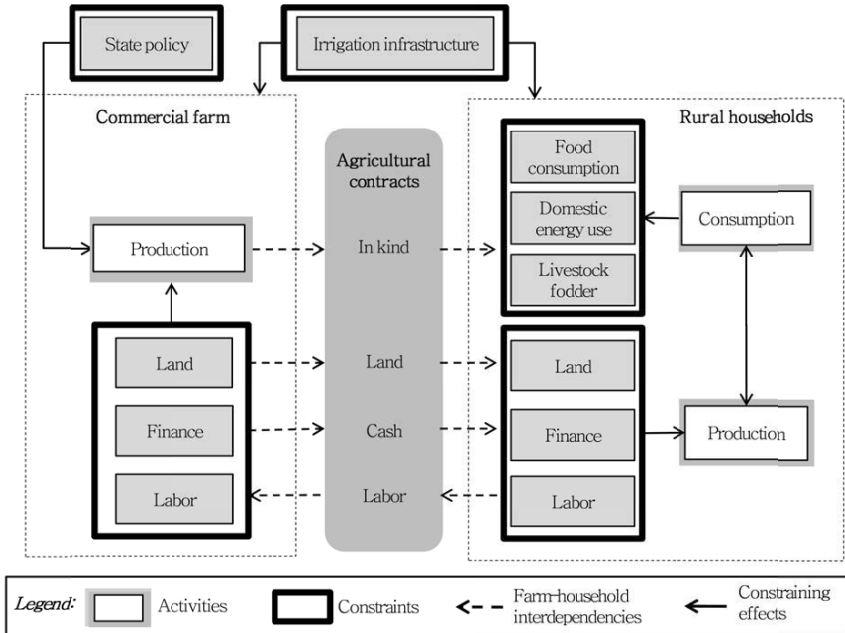 State policy
Irrigation infrastructure
Commercial farm
Rural households
Agricultural
contracts
Food
consumption
Domestic
energy use
Livestock
fodder
Consumption
Production
In kind
Land
Land
Land
Finance
Cash
Finance
Production
Labor
Labor
Labor
Legend:
Activities
Constraints
Farm-household
interdependencies
Constraining
effects